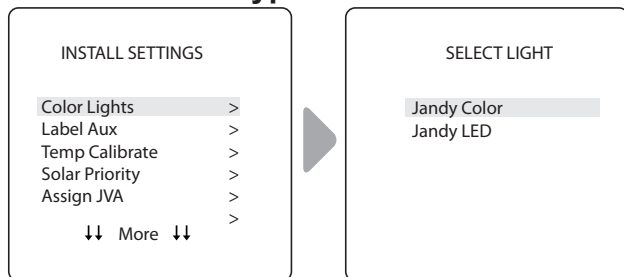 INSTALL SETTINGS
Color Lights >
Label Aux >
Temp Calibrate >
Solar Priority >
Assign JVA >
>
↓↓ More ↓↓
SELECT LIGHT
Jandy Color
Jandy LED